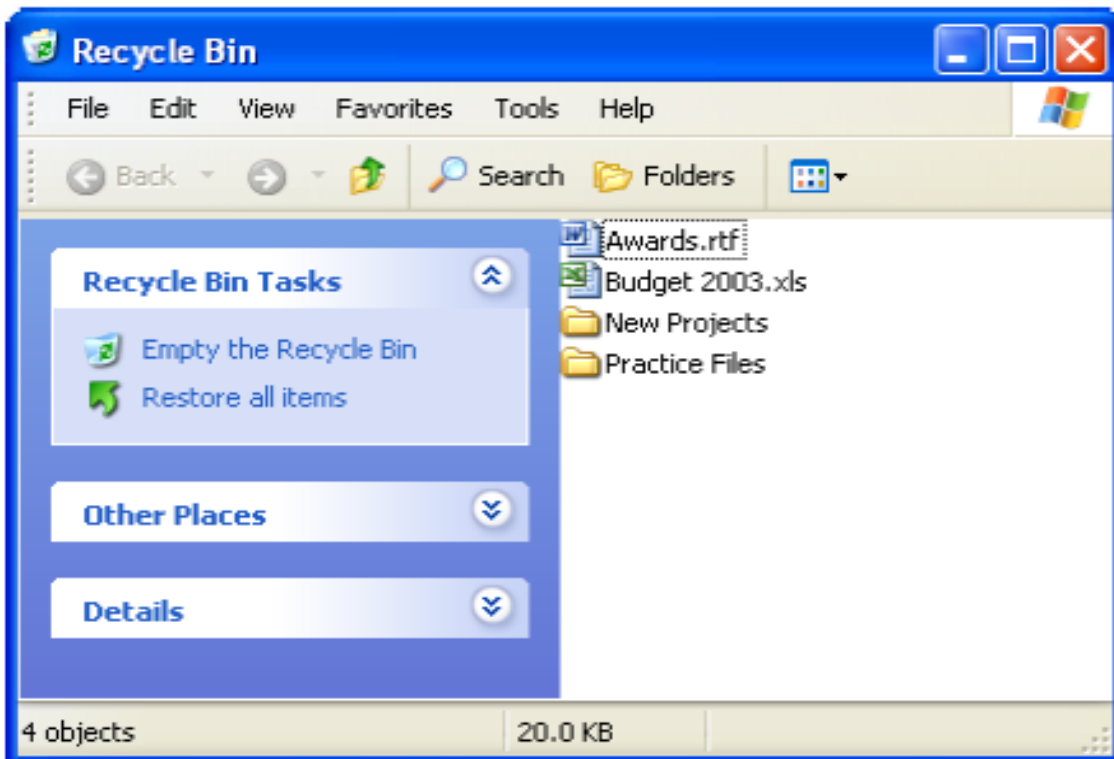 Recycle Bin
File Edit View Favorites Tools Help
Back Search Folders
Recycle Bin Tasks
Empty the Recycle Bin
Restore all items
Other Places
Details
Awards.rtf
Budget 2003.xls
New Projects
Practice Files
4 objects 20.0 KB